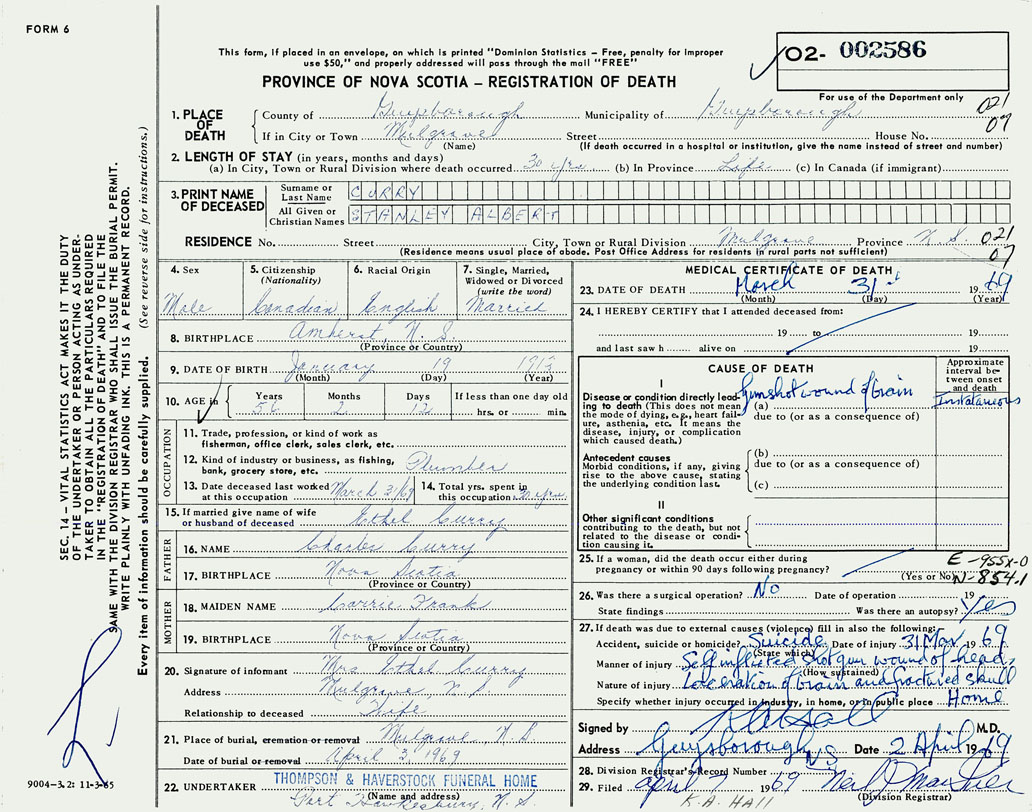 FORM 6
This form, if placed in an envelope, on which is printed "Dominion Statistics – Free, penalty for improper
use $50," and properly addressed will pass through the mail "FREE"
O2- 002586
PROVINCE OF NOVA SCOTIA – REGISTRATION OF DEATH
For use of the Department only
1. PLACE OF DEATH
County of Guysborough Municipality of Guysborough 021
If in City or Town Mulgrave Street House No. 07
(Name) (If death occurred in a hospital or institution, give the name instead of street and number)
2. LENGTH OF STAY (in years, months and days)
(a) In City, Town or Rural Division where death occurred 30 yrs. (b) In Province Life (c) In Canada (if immigrant)
3. PRINT NAME OF DECEASED
Surname or Last Name CURRY
All Given or Christian Names STANLEY ALBERT
RESIDENCE No. Street City, Town or Rural Division Mulgrave Province N.S. 021
(Residence means usual place of abode. Post Office Address for residents in rural parts not sufficient) 07
4. Sex Male
5. Citizenship (Nationality) Canadian
6. Racial Origin English
7. Single, Married, Widowed or Divorced (write the word) Married
8. BIRTHPLACE Amherst, N.S.
(Province or Country)
9. DATE OF BIRTH January 19 1913
(Month) (Day) (Year)
10. AGE in Years 56 Months 2 Days 12 If less than one day old hrs. or min.
OCCUPATION
11. Trade, profession, or kind of work as
fisherman, office clerk, sales clerk, etc.
12. Kind of industry or business, as fishing,
bank, grocery store, etc. Plumber
13. Date deceased last worked
at this occupation March 31/69
14. Total yrs. spent in
this occupation 30 yrs.
15. If married give name of wife
or husband of deceased Ethel Curry
FATHER
16. NAME Charles Curry
17. BIRTHPLACE Nova Scotia
(Province or Country)
MOTHER
18. MAIDEN NAME Carrie Frank
19. BIRTHPLACE Nova Scotia
(Province or Country)
20. Signature of informant Mrs Ethel Curry
Address Mulgrave, N.S.
Relationship to deceased Wife
21. Place of burial, cremation or removal Mulgrave, N.S.
Date of burial or removal April 3, 1969
22. UNDERTAKER THOMPSON & HAVERSTOCK FUNERAL HOME
(Name and address)
Port Hawkesbury, N.S.
MEDICAL CERTIFICATE OF DEATH
23. DATE OF DEATH March 31st 1969
(Month) (Day) (Year)
24. I HEREBY CERTIFY that I attended deceased from:
19 to 19
and last saw h alive on 19
CAUSE OF DEATH
Approximate interval between onset and death
I
Disease or condition directly lead-
ing to death (This does not mean
the mode of dying, e.g., heart fail-
ure, asthenia, etc. It means the
disease, injury, or complication
which caused death.)
(a) Gunshot wound of brain Instantaneous
due to (or as a consequence of)
Antecedent causes
Morbid conditions, if any, giving
rise to the above cause, stating
the underlying condition last.
(b)
due to (or as a consequence of)
(c)
II
Other significant conditions
contributing to the death, but not
related to the disease or condi-
tion causing it.
25. If a woman, did the death occur either during
pregnancy or within 90 days following pregnancy?
(Yes or No)
E-955X-0
N-854.1
26. Was there a surgical operation? No Date of operation 19
State findings Was there an autopsy? Yes
27. If death was due to external causes (violence) fill in also the following:
Accident, suicide or homicide? Suicide Date of injury 31 Mar 1969
(State which)
Manner of injury Self inflicted shotgun wound of head,
(How sustained)
Nature of injury Laceration of brain and fractured skull
Specify whether injury occurred in industry, in home, or in public place Home
Signed by M.D.
Address Guysborough NS Date 2 April 1969
28. Division Registrar's Record Number 7
29. Filed April 1969
(Division Registrar)
K.A. HALL
SEC. 14 – VITAL STATISTICS ACT MAKES IT THE DUTY
OF THE UNDERTAKER OR PERSON ACTING AS UNDER-
TAKER TO OBTAIN ALL THE PARTICULARS REQUIRED
IN THE "REGISTRATION OF DEATH" AND TO FILE THE
SAME WITH THE DIVISION REGISTRAR WHO SHALL ISSUE THE BURIAL PERMIT.
WRITE PLAINLY WITH UNFADING INK. THIS IS A PERMANENT RECORD.
Every item of information should be carefully supplied. (See reverse side for instructions.)
9004-3.2: 11-3-65